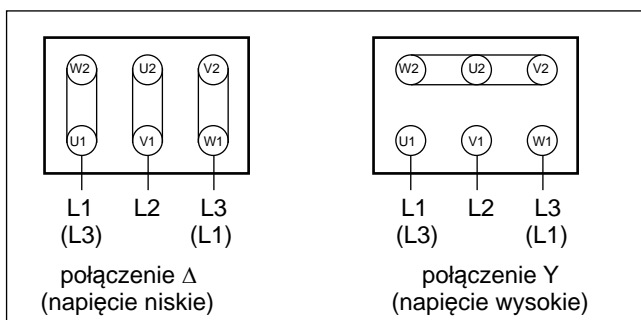 W2 U2 V2
U1 V1 W1
L1 L2 L3
(L3) (L1)
połączenie Δ
(napięcie niskie)
W2 U2 V2
U1 V1 W1
L1 L2 L3
(L3) (L1)
połączenie Y
(napięcie wysokie)